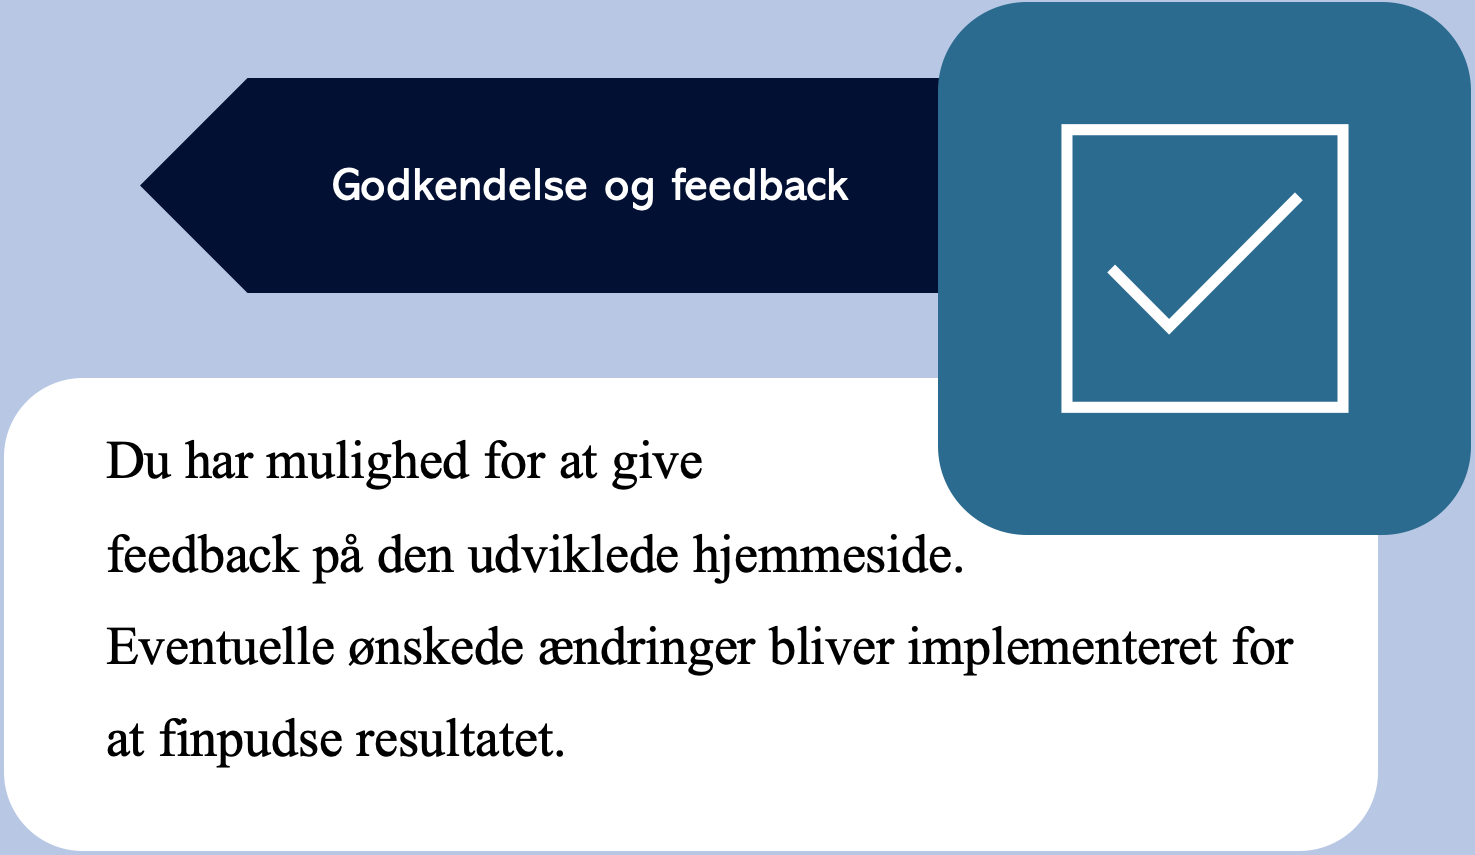 Godkendelse og feedback
Du har mulighed for at give
feedback på den udviklede hjemmeside.
Eventuelle ønskede ændringer bliver implementeret for
at finpudse resultatet.